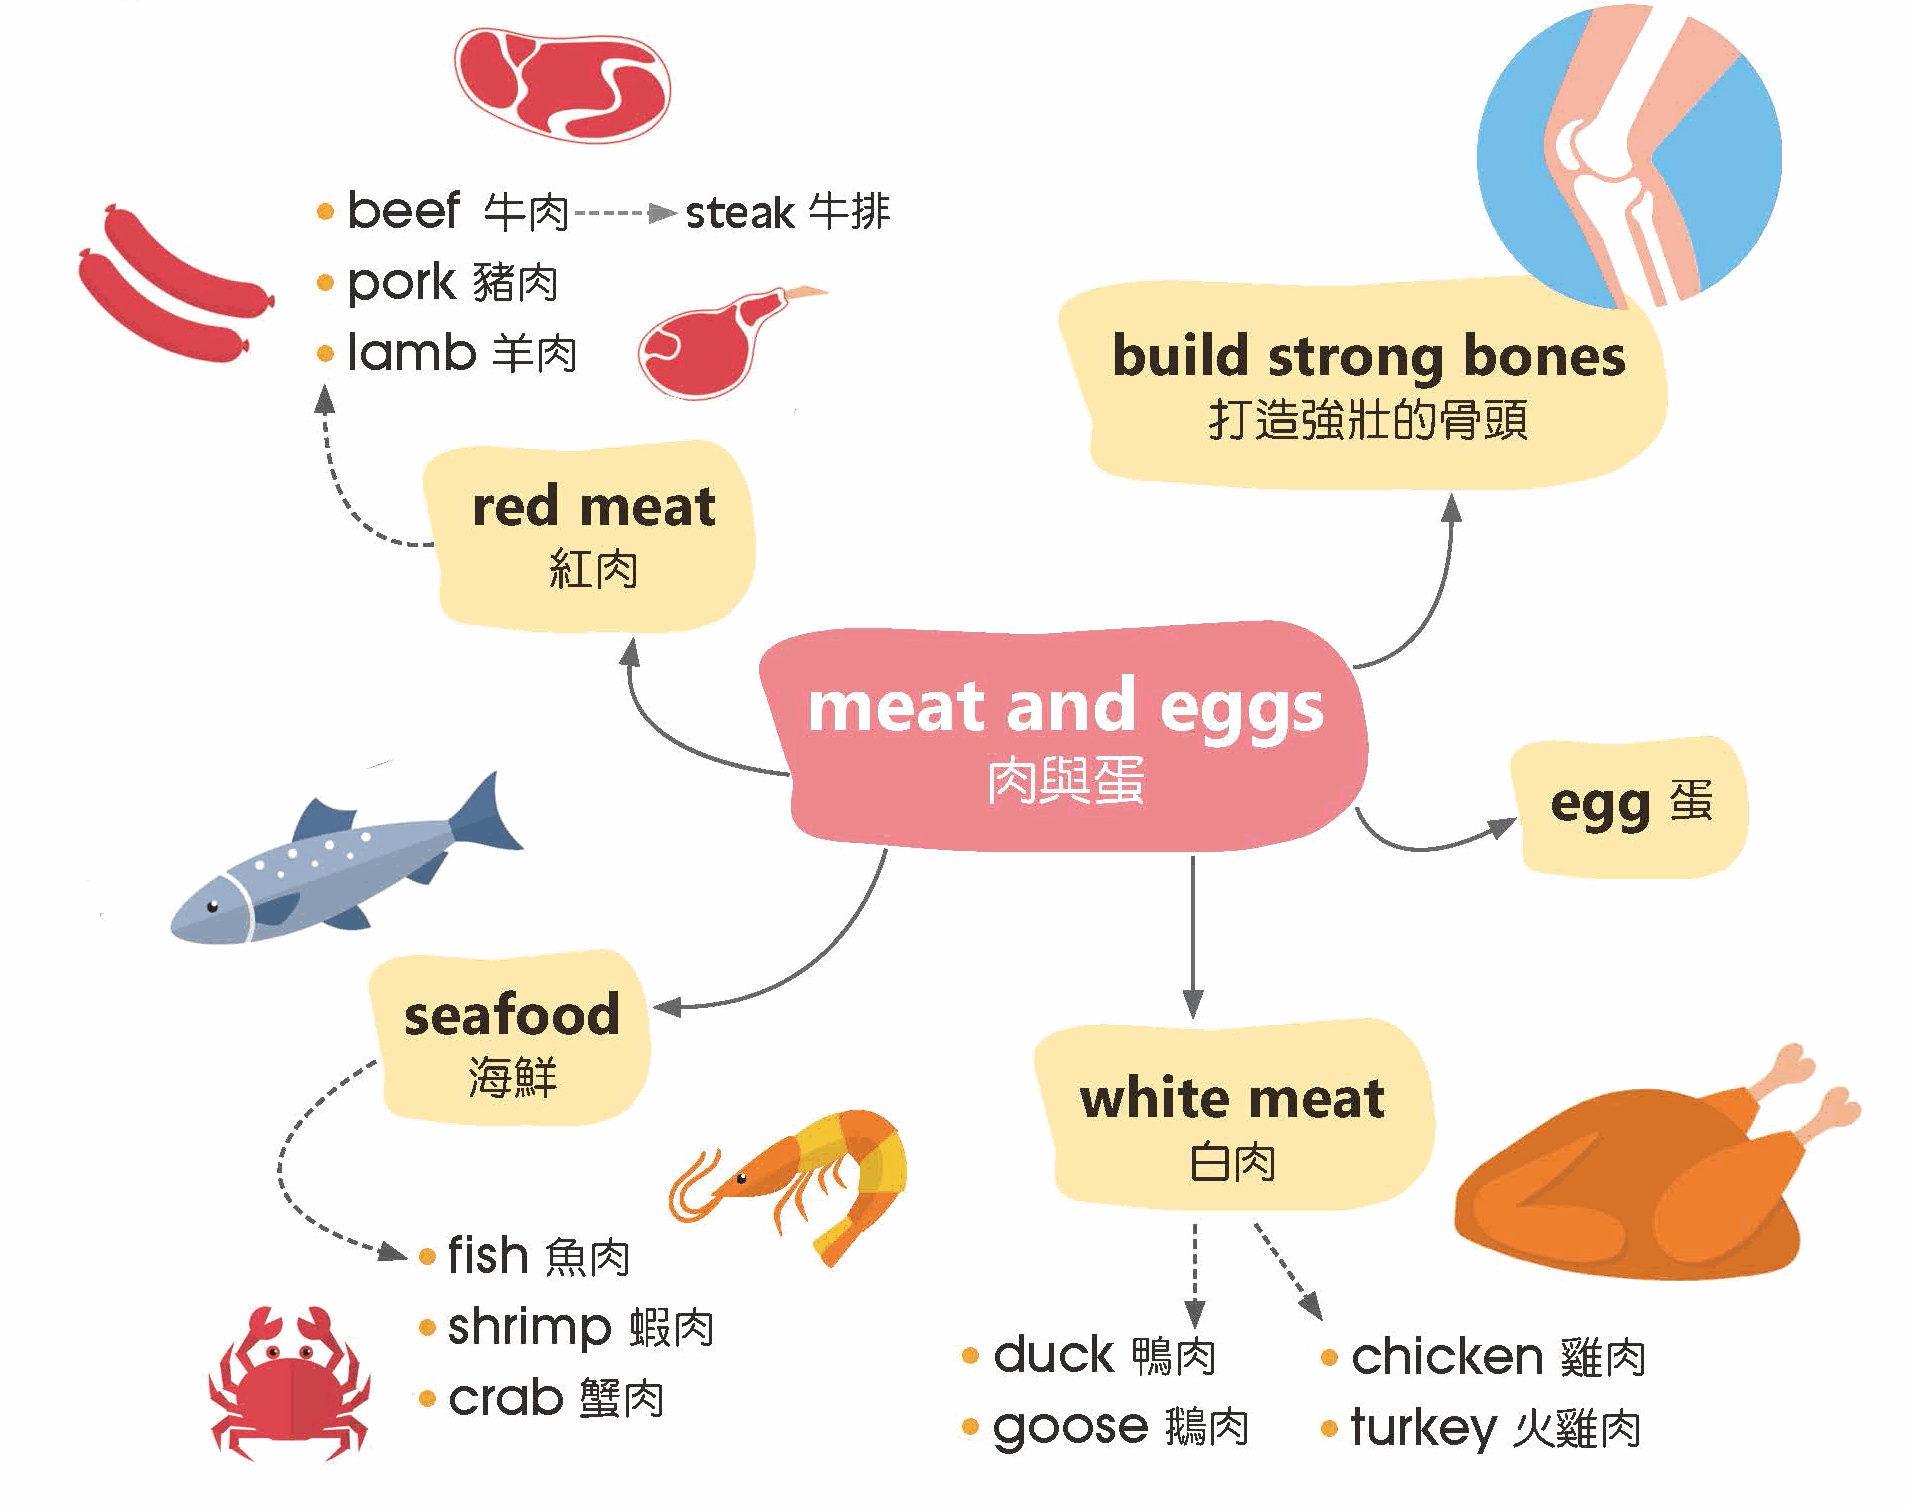 beef 牛肉 steak 牛排
pork 豬肉
lamb 羊肉
red meat
紅肉
build strong bones
打造強壯的骨頭
meat and eggs
肉與蛋
egg 蛋
seafood
海鮮
fish 魚肉
shrimp 蝦肉
crab 蟹肉
white meat
白肉
duck 鴨肉
goose 鵝肉
chicken 雞肉
turkey 火雞肉